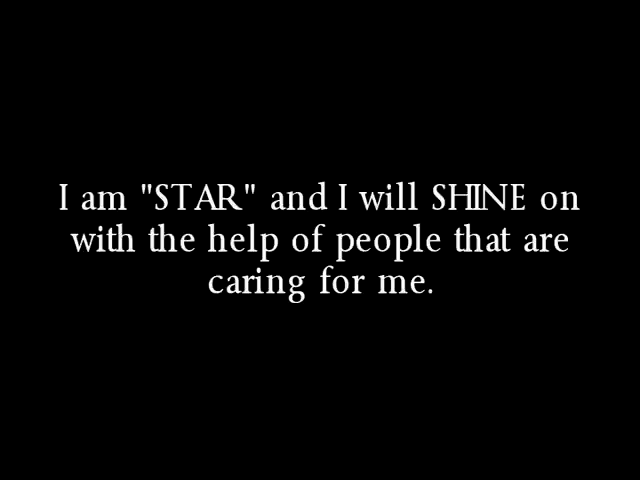 I am "STAR" and I will SHINE on
with the help of people that are
caring for me.